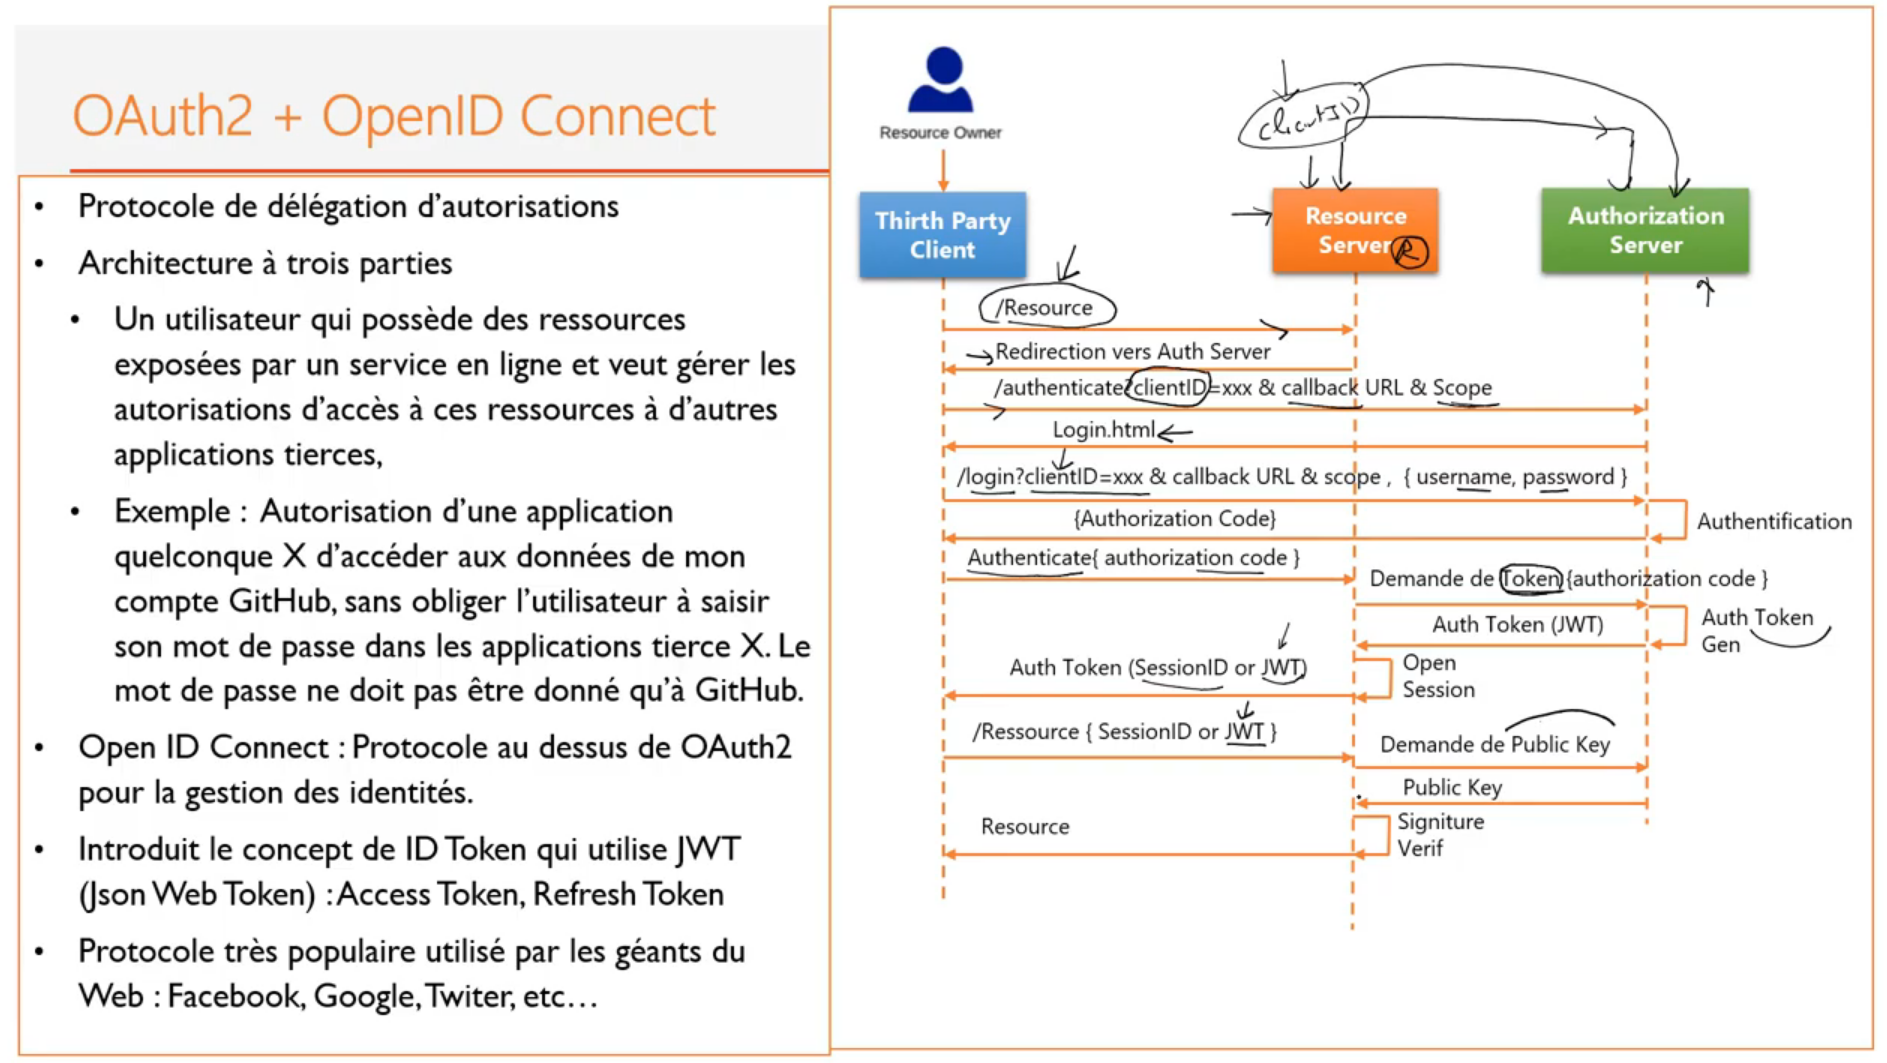 OAuth2 + OpenID Connect
• Protocole de délégation d’autorisations
• Architecture à trois parties
• Un utilisateur qui possède des ressources
exposées par un service en ligne et veut gérer les
autorisations d’accès à ces ressources à d’autres
applications tierces,
• Exemple : Autorisation d’une application
quelconque X d’accéder aux données de mon
compte GitHub, sans obliger l’utilisateur à saisir
son mot de passe dans les applications tierce X. Le
mot de passe ne doit pas être donné qu’à GitHub.
• Open ID Connect : Protocole au dessus de OAuth2
pour la gestion des identités.
• Introduit le concept de ID Token qui utilise JWT
(Json Web Token) : Access Token, Refresh Token
• Protocole très populaire utilisé par les géants du
Web : Facebook, Google, Twiter, etc…
Resource Owner
clientID
Thirth Party
Client
Resource
Server
R
Authorization
Server
/Resource
Redirection vers Auth Server
/authenticate?clientID=xxx & callback URL & Scope
Login.html
/login?clientID=xxx & callback URL & scope , { username, password }
{Authorization Code}
Authentification
Authenticate{ authorization code }
Demande de Token {authorization code }
Auth Token (JWT)
Auth Token
Gen
Auth Token (SessionID or JWT)
Open
Session
/Ressource { SessionID or JWT }
Demande de Public Key
Public Key
Resource
Signiture
Verif